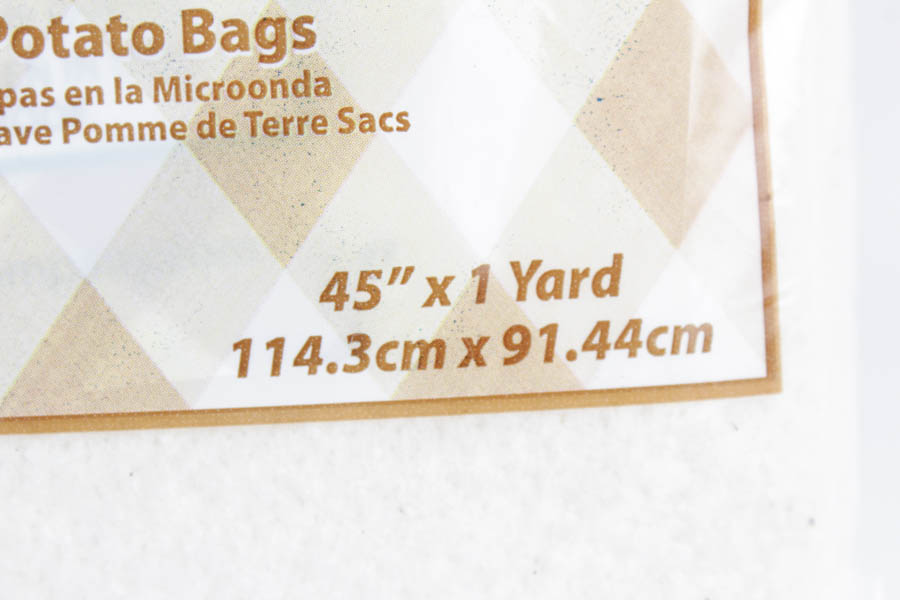 Potato Bags
pas en la Microonda
ave Pomme de Terre Sacs
45" x 1 Yard
114.3cm x 91.44cm